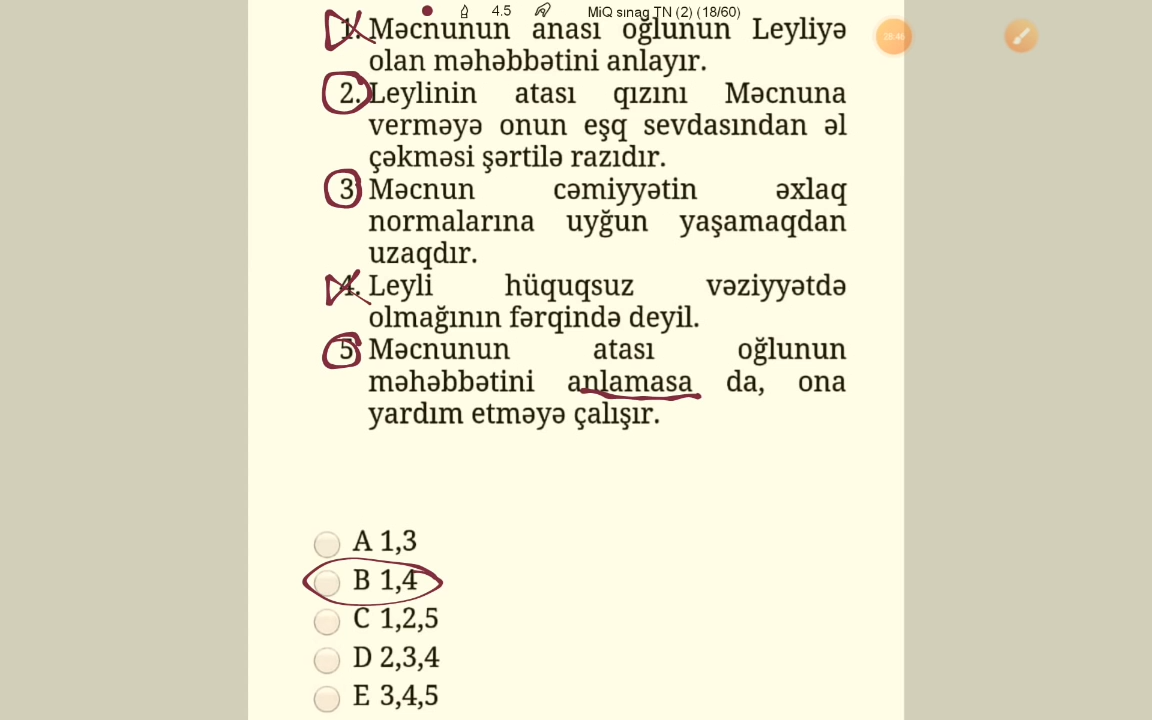 4.5 MiQ sınag TN (2) (18/60)
28:46
1. Məcnunun anası oğlunun Leyliyə
olan məhəbbətini anlayır.
2. Leylinin atası qızını Məcnuna
verməyə onun eşq sevdasından əl
çəkməsi şərtilə razıdır.
3. Məcnun cəmiyyətin əxlaq
normalarına uyğun yaşamaqdan
uzaqdır.
4. Leyli hüquqsuz vəziyyətdə
olmağının fərqində deyil.
5. Məcnunun atası oğlunun
məhəbbətini anlamasa da, ona
yardım etməyə çalışır.
A 1,3
B 1,4
C 1,2,5
D 2,3,4
E 3,4,5